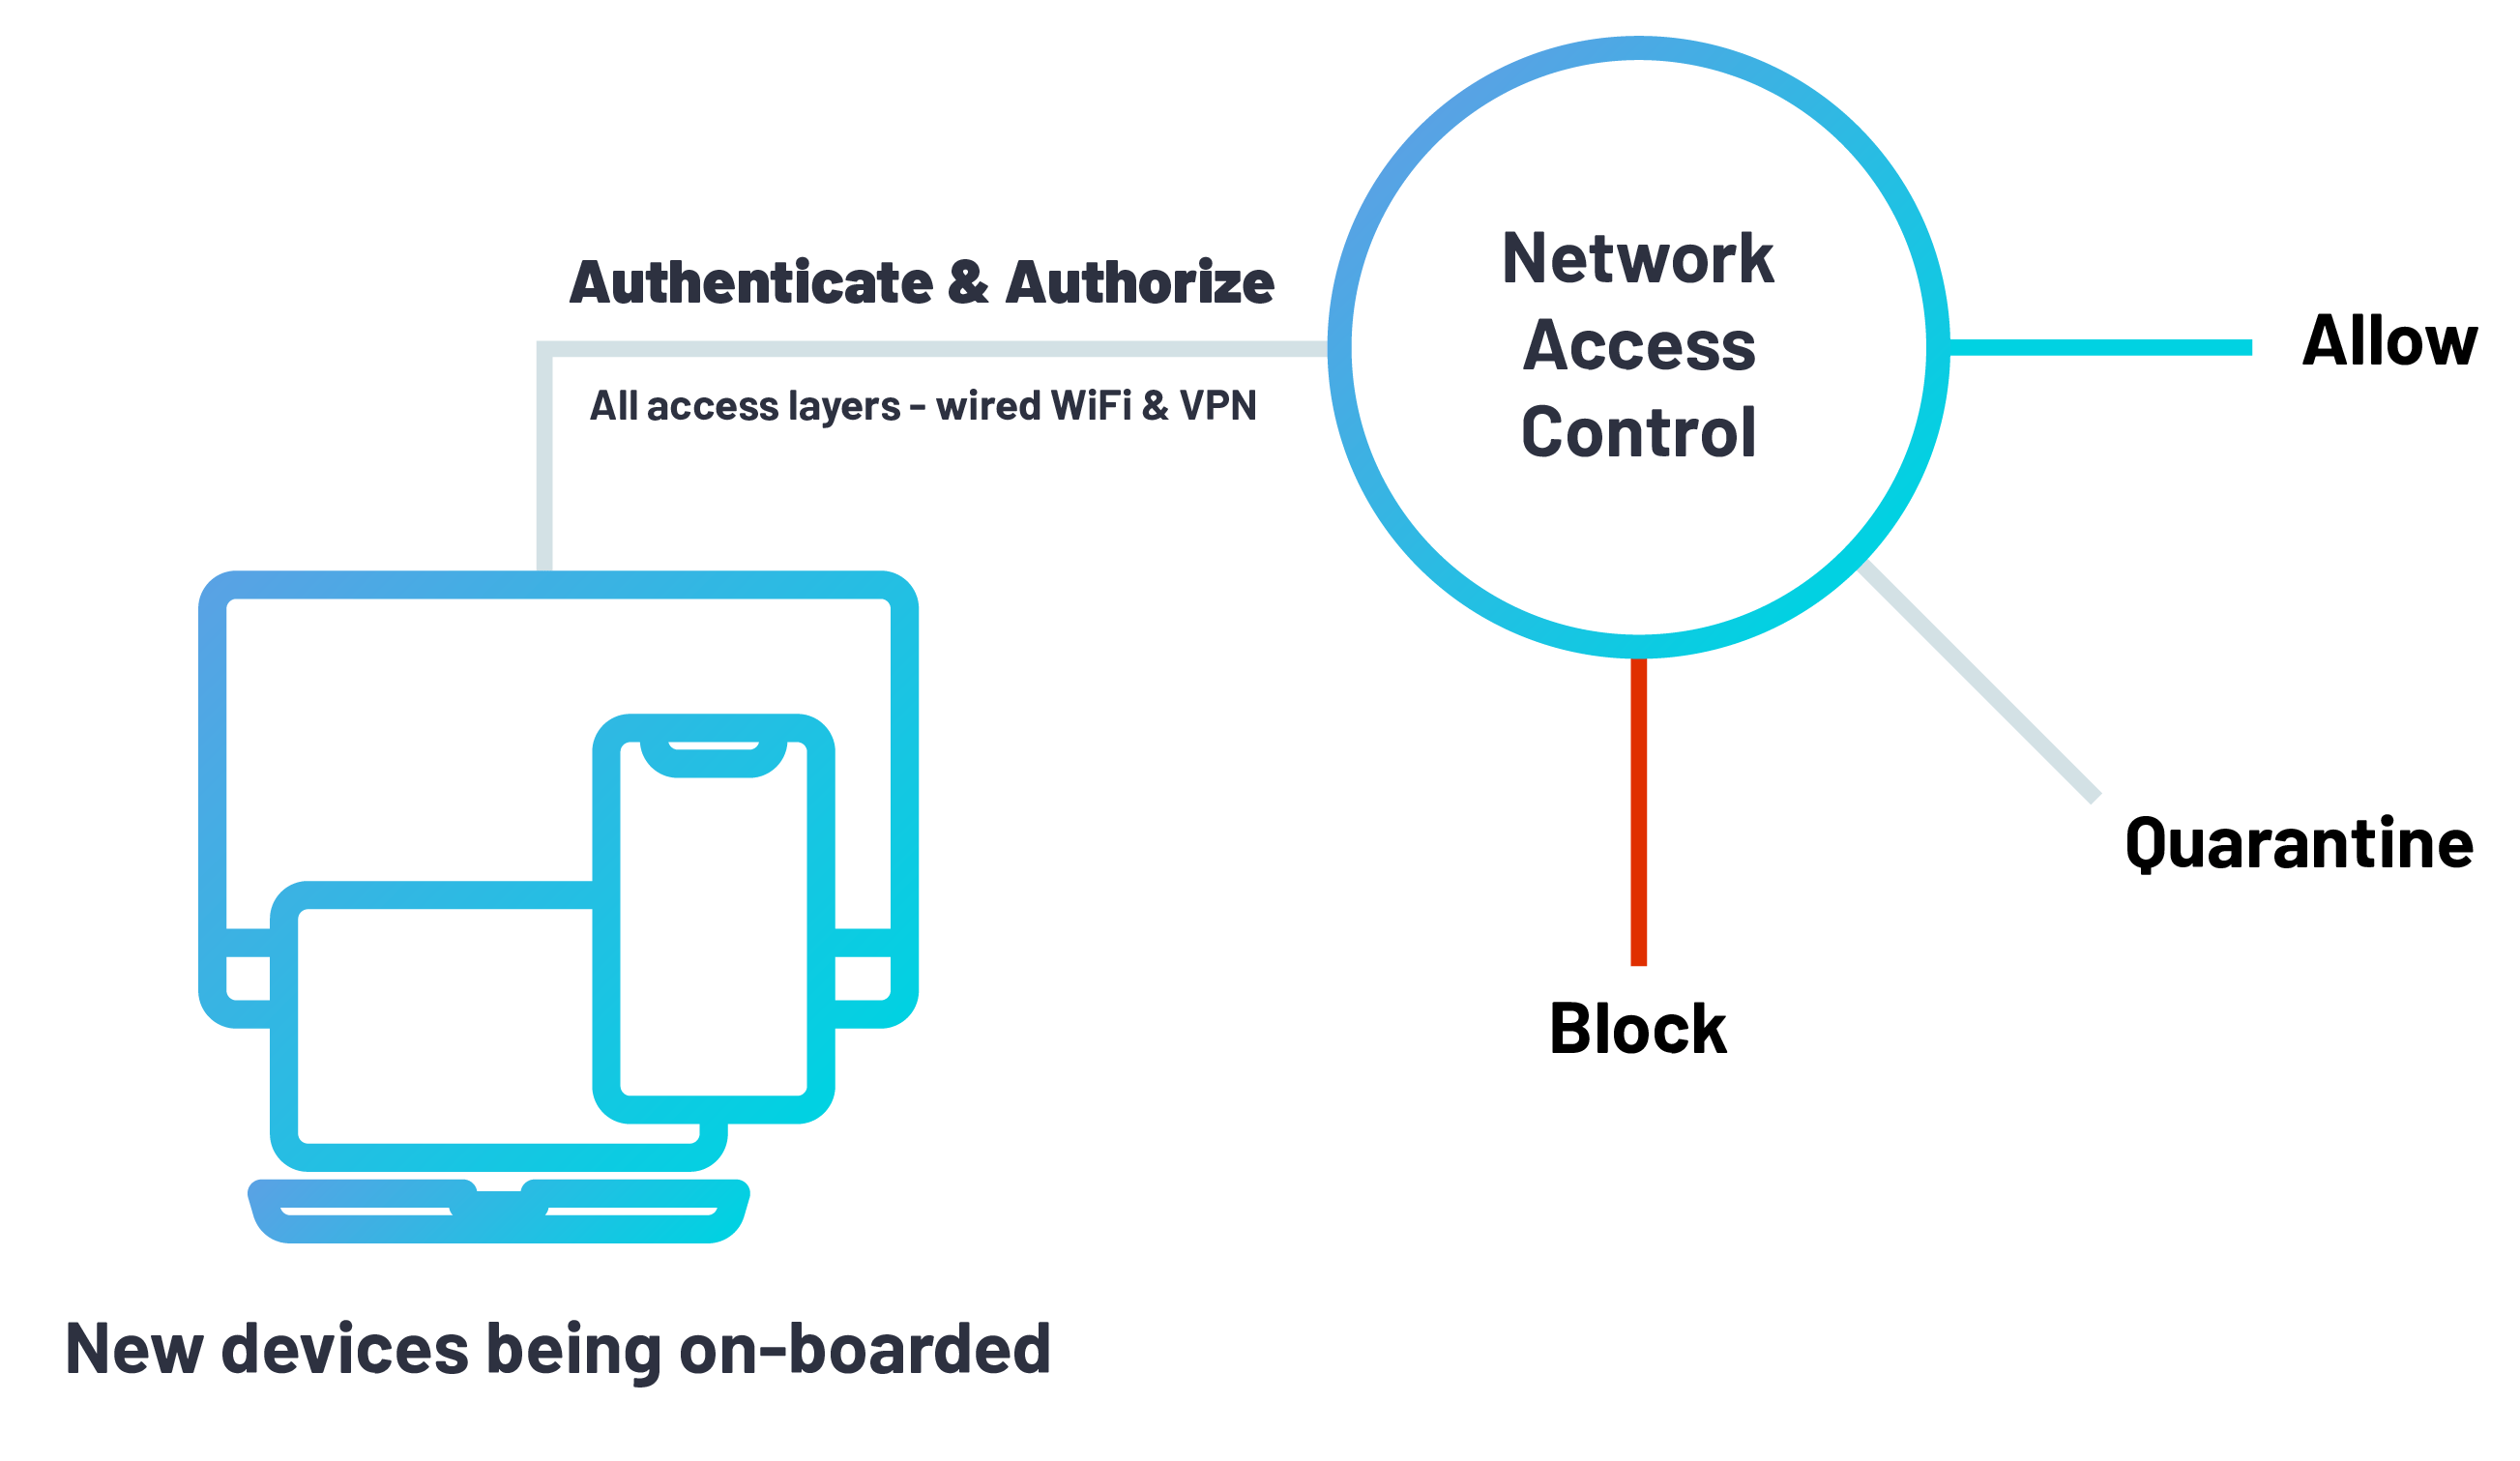 Authenticate & Authorize
All access layers - wired WiFi & VPN
Network
Access
Control
Allow
Quarantine
Block
New devices being on-boarded